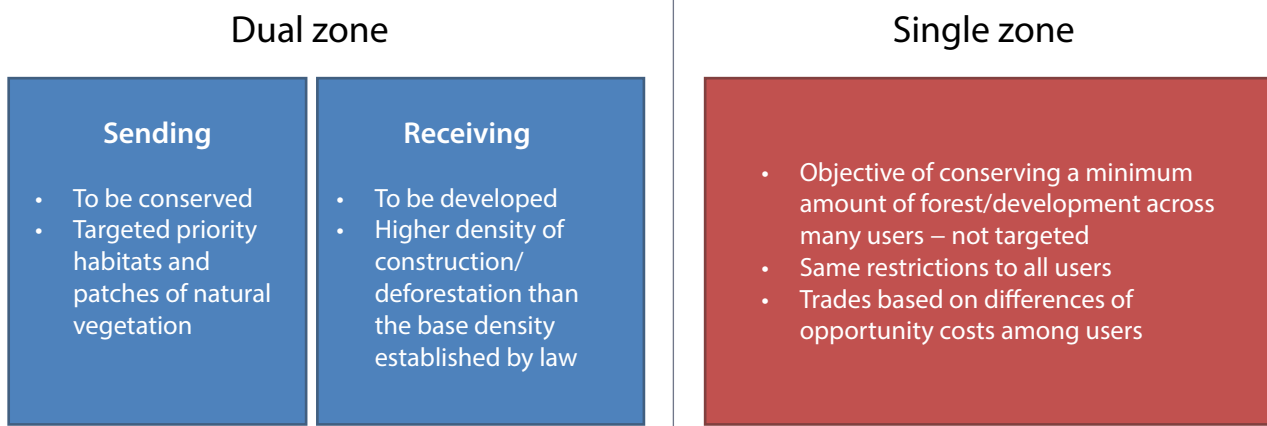 Dual zone
Sending
• To be conserved
• Targeted priority
habitats and
patches of natural
vegetation
Receiving
• To be developed
• Higher density of
construction/
deforestation than
the base density
established by law
Single zone
• Objective of conserving a minimum
amount of forest/development across
many users – not targeted
• Same restrictions to all users
• Trades based on differences of
opportunity costs among users